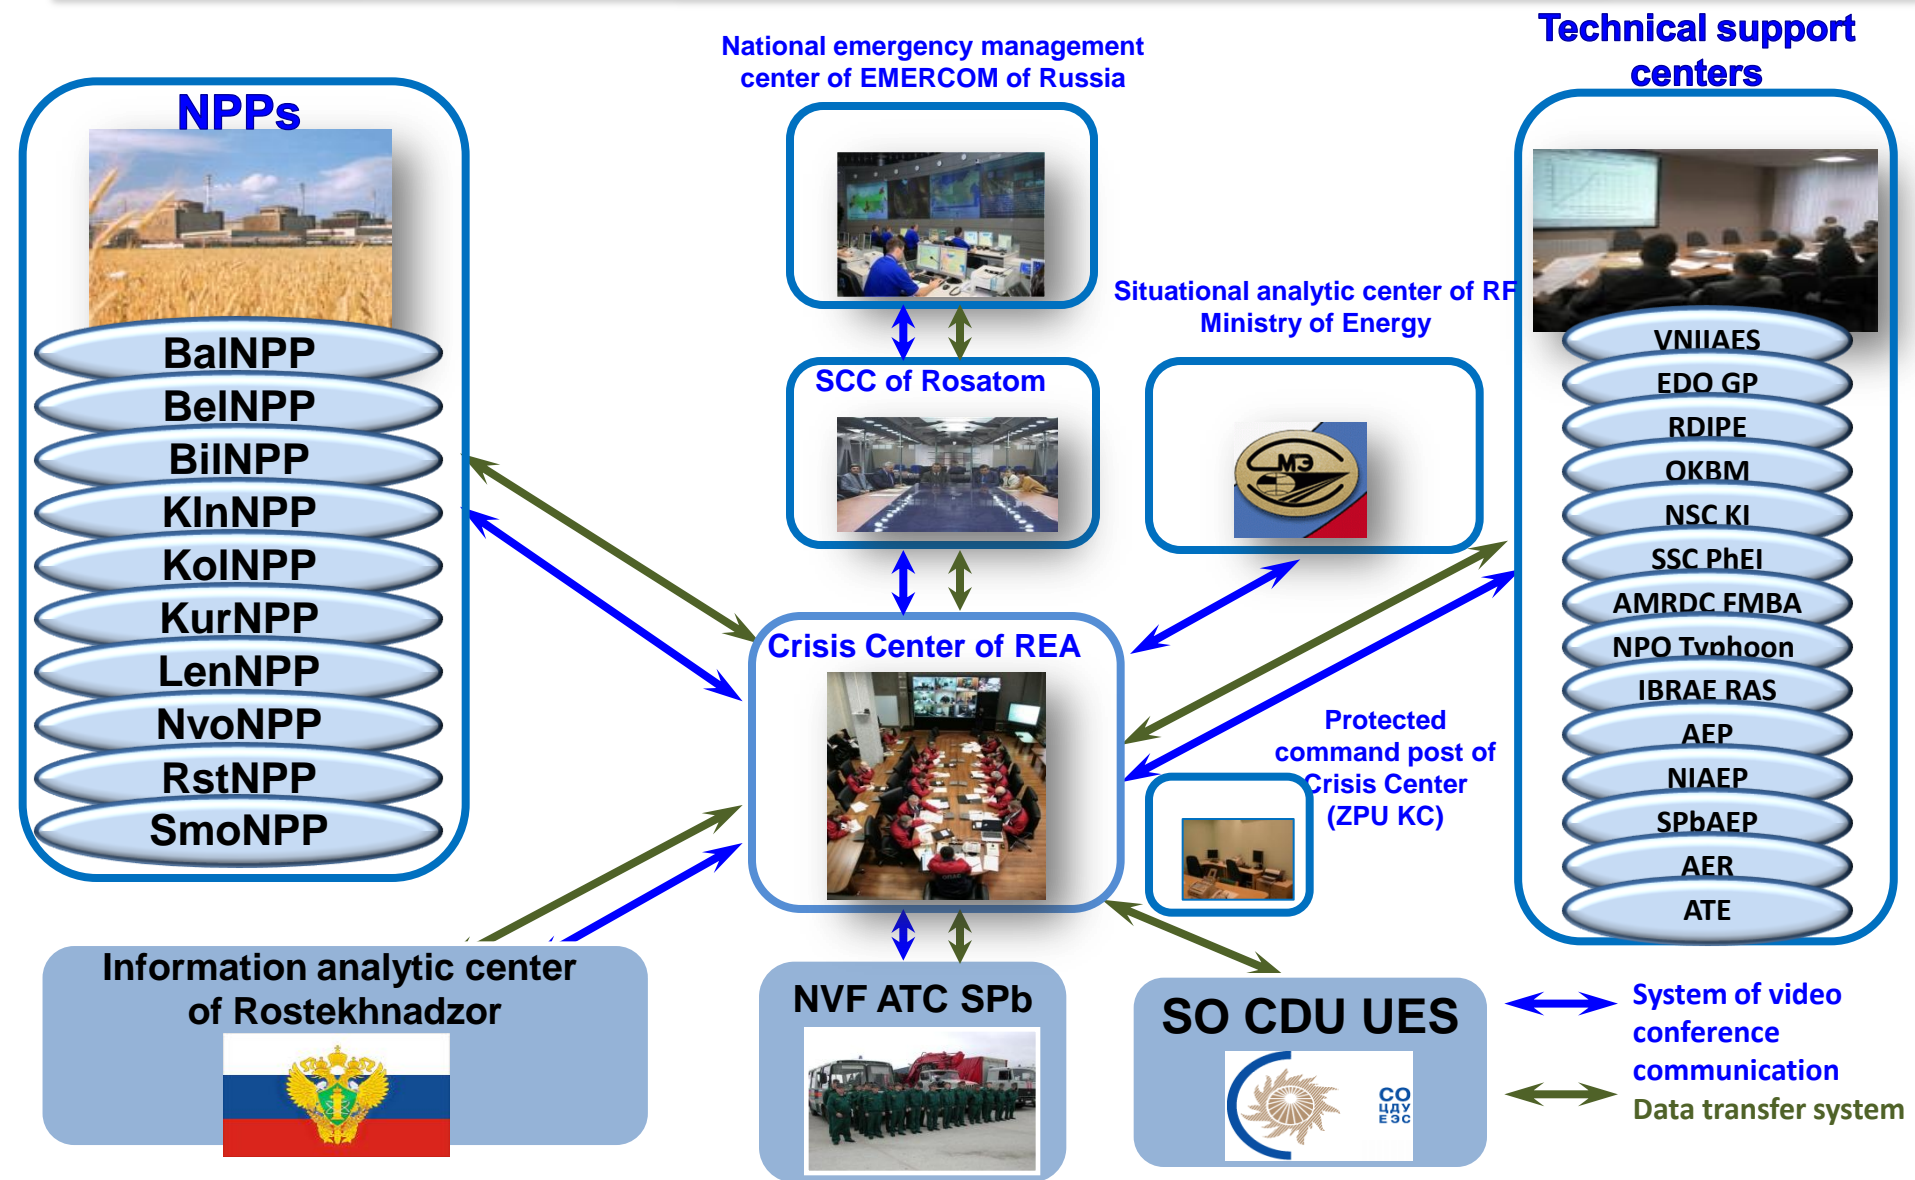 National emergency management
center of EMERCOM of Russia
Technical support
centers
NPPs
BalNPP
BelNPP
BilNPP
KlnNPP
KolNPP
KurNPP
LenNPP
NvoNPP
RstNPP
SmoNPP
SCC of Rosatom
Situational analytic center of RF
Ministry of Energy
МЭ
VNIIAES
EDO GP
RDIPE
OKBM
NSC KI
SSC PhEI
AMRDC FMBA
NPO Typhoon
IBRAE RAS
AEP
NIAEP
SPbAEP
AER
ATE
Crisis Center of REA
Protected
command post of
Crisis Center
(ZPU KC)
Information analytic center
of Rostekhnadzor
NVF ATC SPb
SO CDU UES
СО
ЦДУ
ЕЭС
System of video
conference
communication
Data transfer system